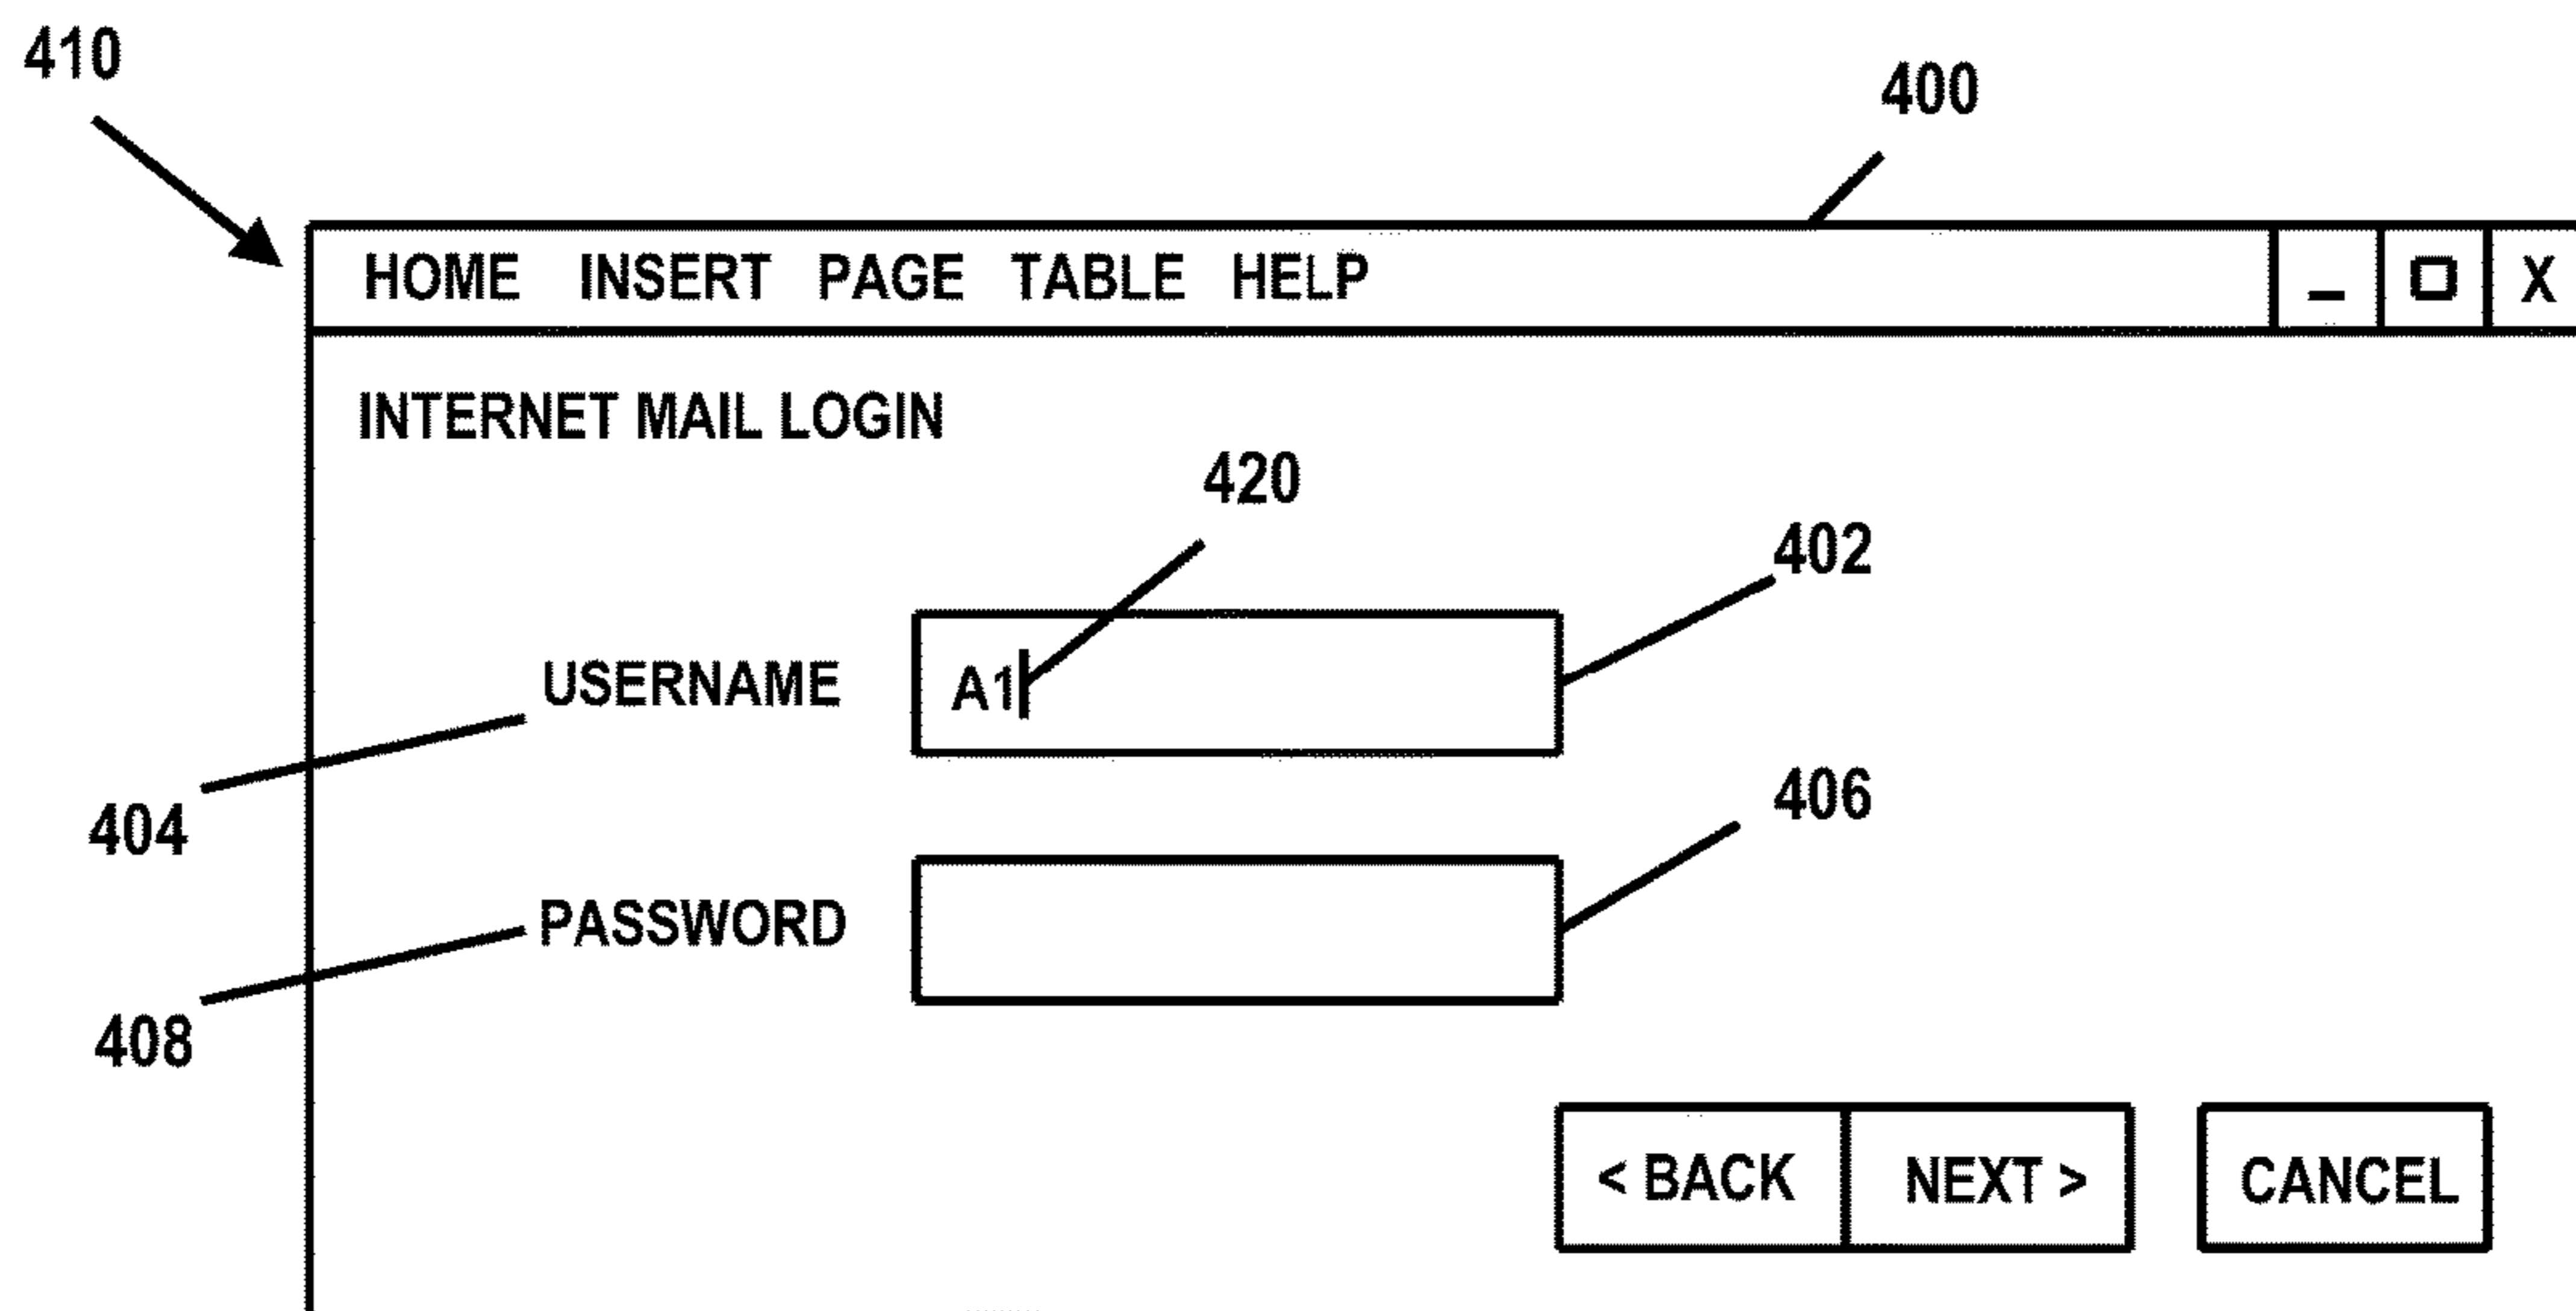 410
400
HOME INSERT PAGE TABLE HELP – X
INTERNET MAIL LOGIN
420
402
USERNAME A1
404
406
PASSWORD
408
< BACK NEXT > CANCEL